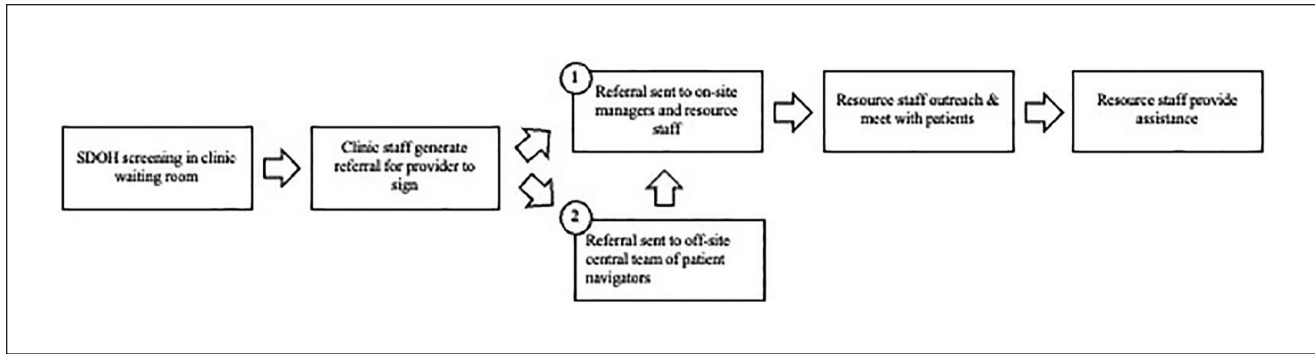 SDOH screening in clinic
waiting room
Clinic staff generate
referral for provider to
sign
1
Referral sent to on-site
managers and resource
staff
2
Referral sent to off-site
central team of patient
navigators
Resource staff outreach &
meet with patients
Resource staff provide
assistance